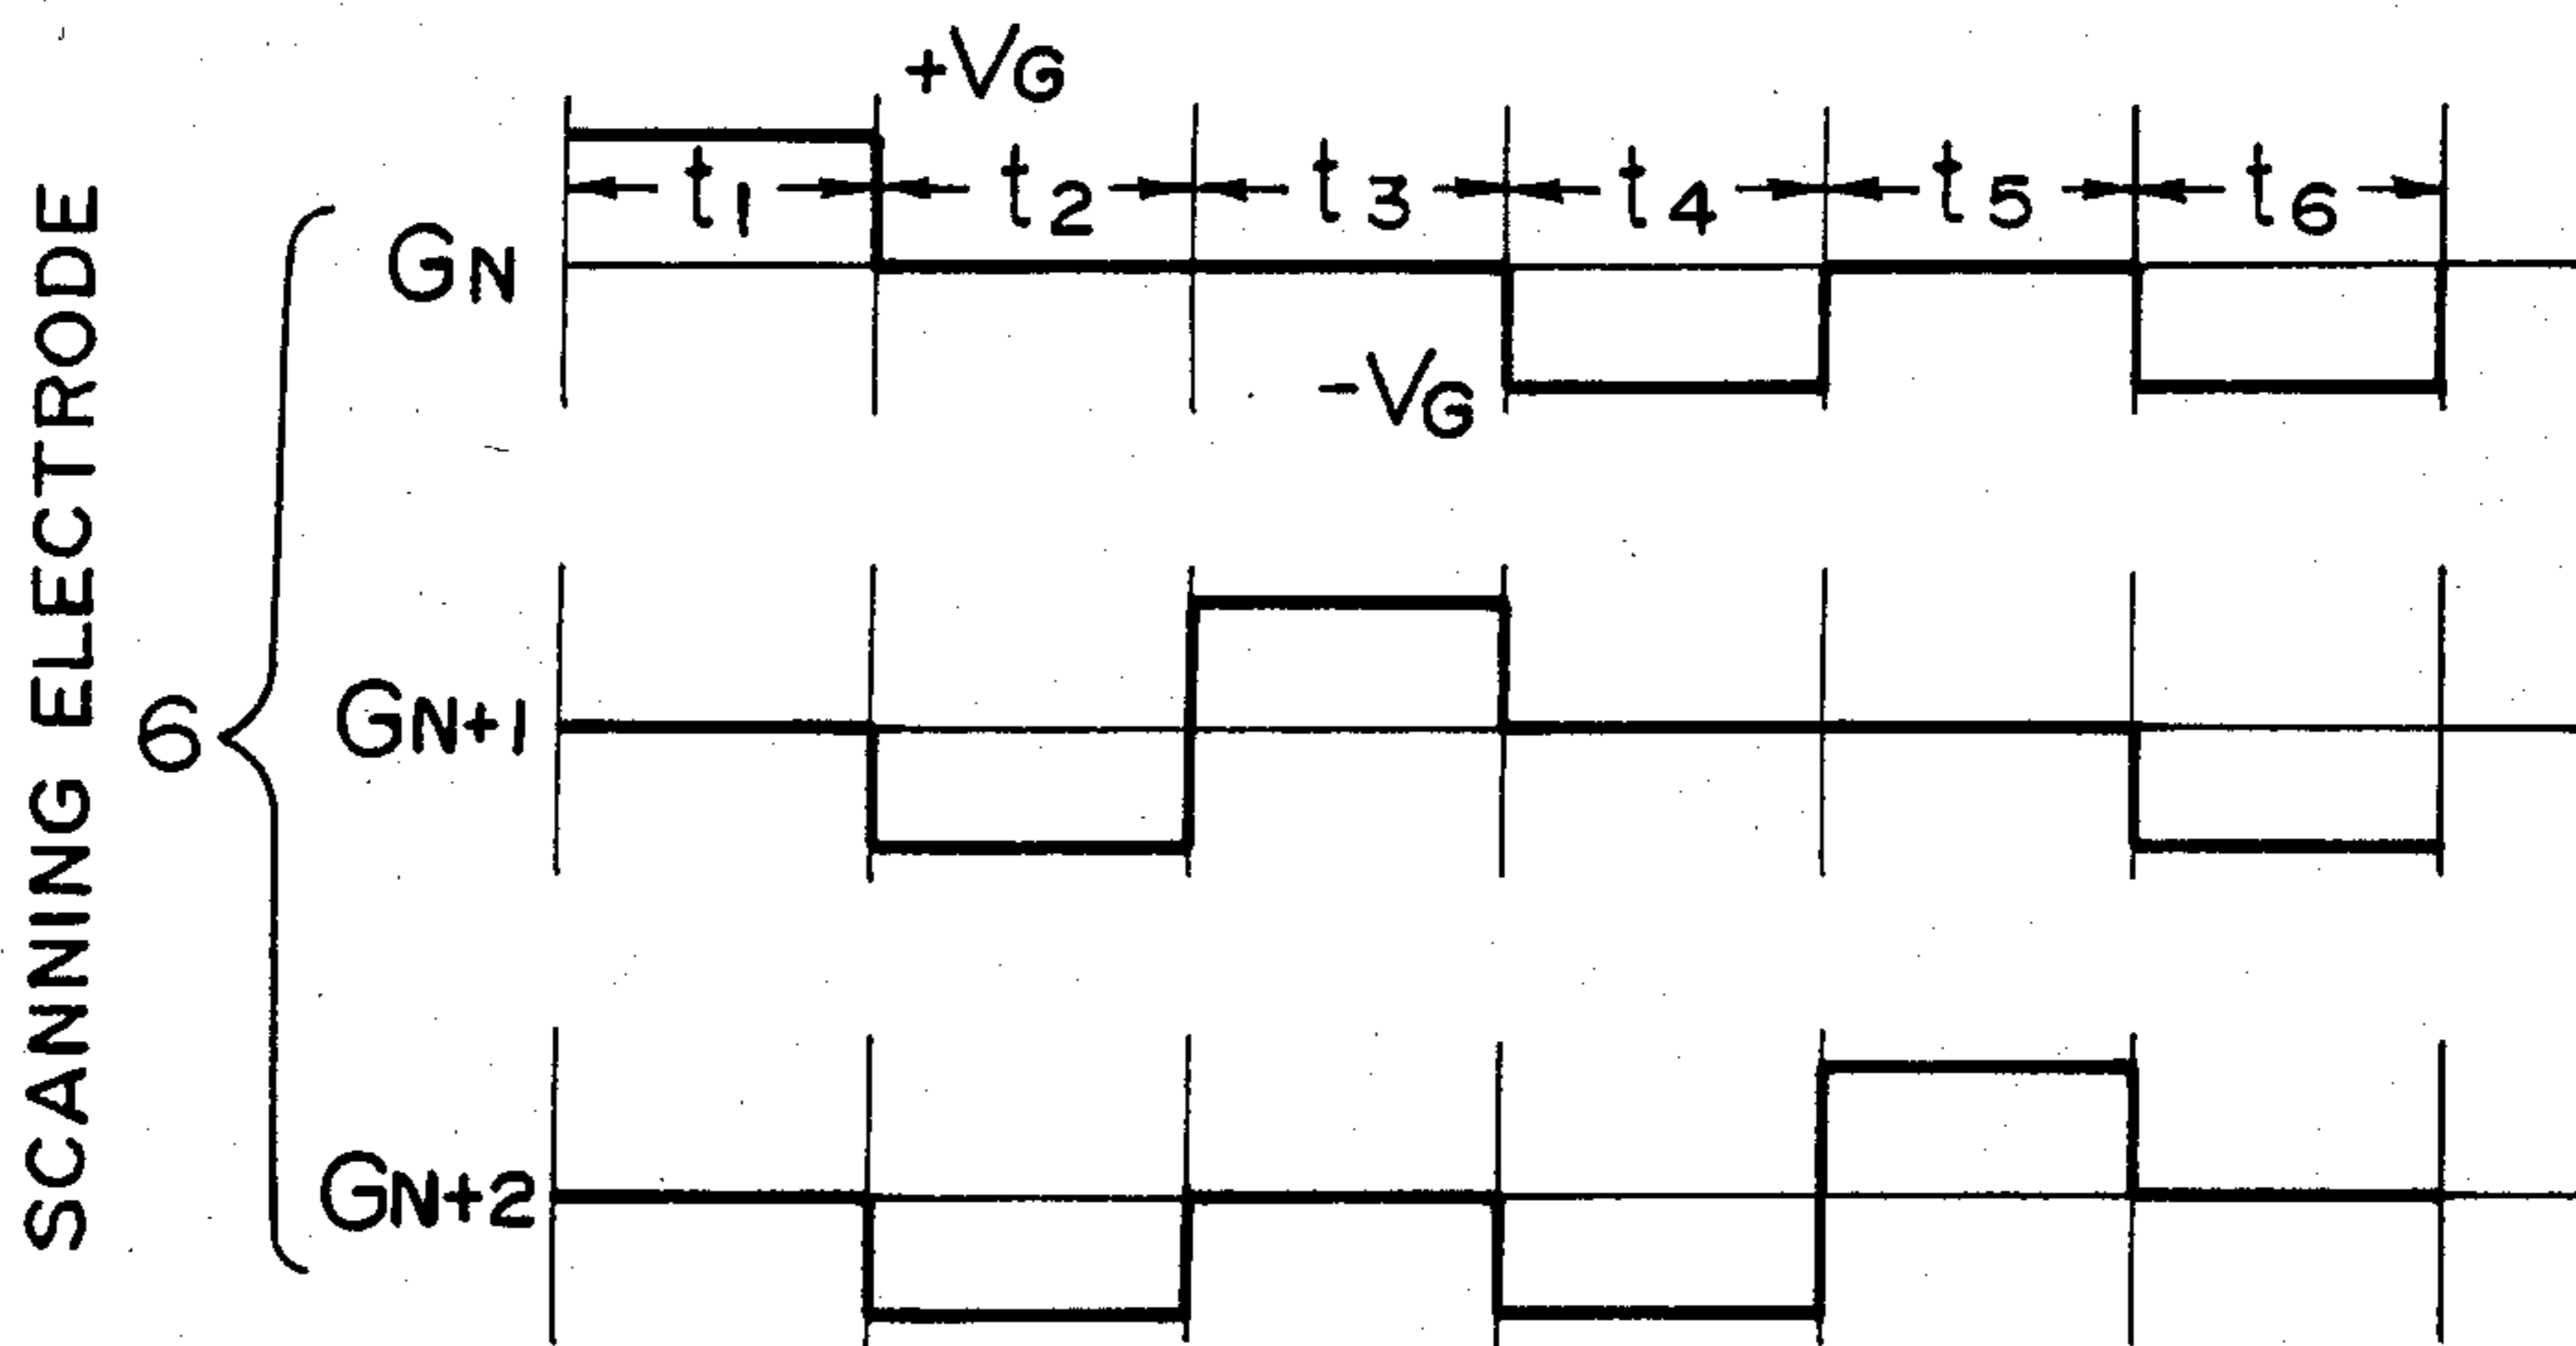 SCANNING ELECTRODE
6
+VG
GN
t1 t2 t3 t4 t5 t6
-VG
GN+1
GN+2